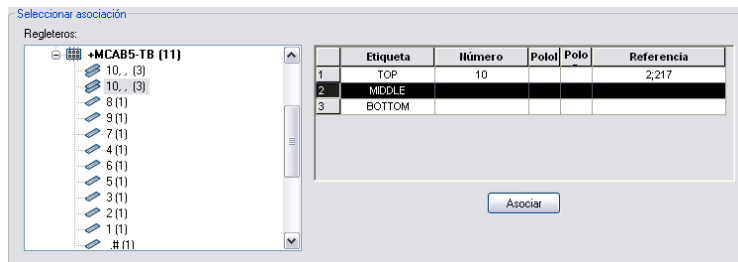 Seleccionar asociación
Regleteros:
+MCAB5-TB (11)
10, , (3)
10, , (3)
8 (1)
9 (1)
7 (1)
4 (1)
6 (1)
5 (1)
3 (1)
2 (1)
1 (1)
.# (1)
Etiqueta Número Polo| Polo Referencia
1 TOP 10 2;217
2 MIDDLE
3 BOTTOM
Asociar